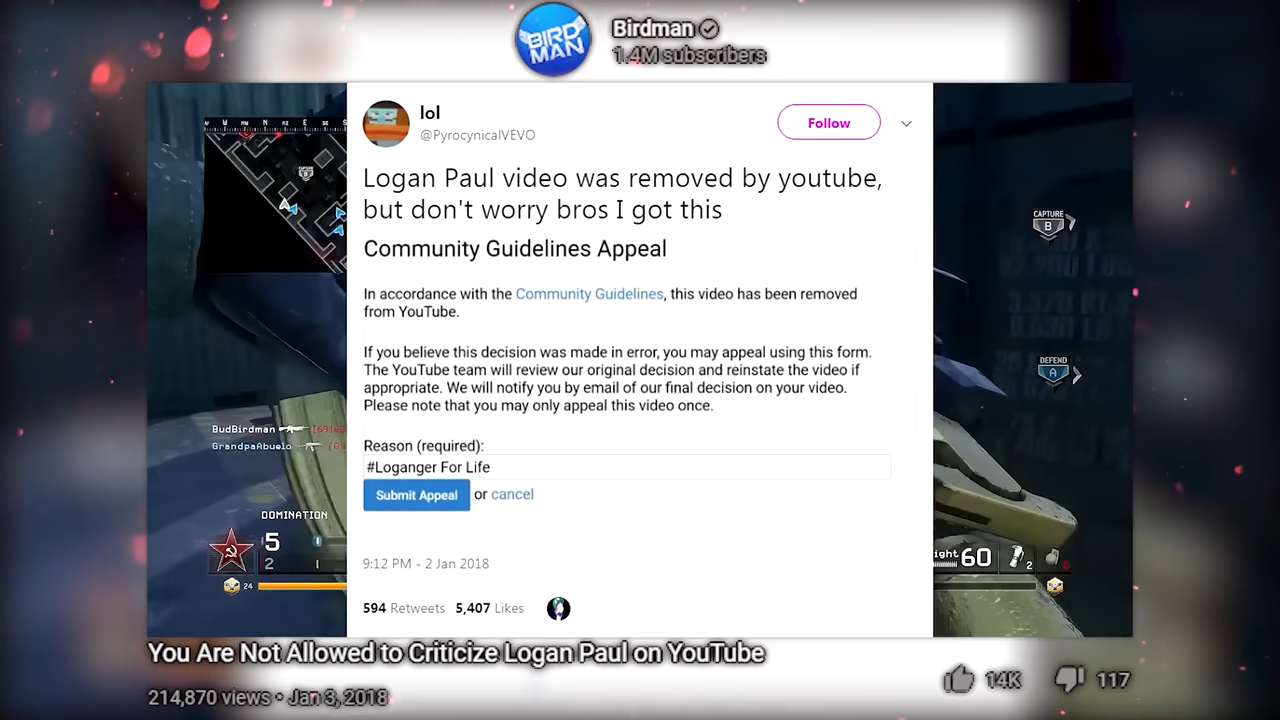 BIRD
MAN
Birdman
1.4M subscribers
lol
@PyrocynicalVEVO
Follow
Logan Paul video was removed by youtube,
but don't worry bros I got this
Community Guidelines Appeal
In accordance with the Community Guidelines, this video has been removed
from YouTube.
If you believe this decision was made in error, you may appeal using this form.
The YouTube team will review our original decision and reinstate the video if
appropriate. We will notify you by email of our final decision on your video.
Please note that you may only appeal this video once.
Reason (required):
#Loganger For Life
Submit Appeal or cancel
9:12 PM - 2 Jan 2018
594 Retweets 5,407 Likes
CAPTURE
B
DEFEND
A
BudBirdman
GrandpaAbuelo
DOMINATION
5
2
24
60
2
You Are Not Allowed to Criticize Logan Paul on YouTube
214,870 views • Jan 3, 2018
14K
117